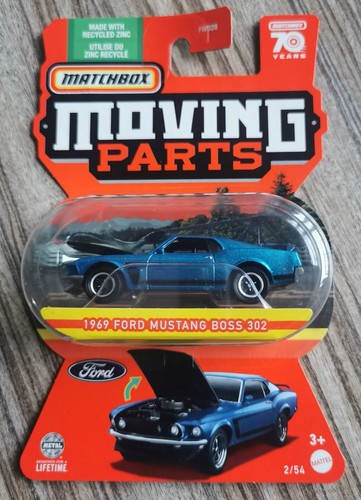 MADE WITH
RECYCLED ZINC
UTILISE DU
ZINC RECYCLÉ
MATCHBOX
70
YEARS
MATCHBOX
MOVING
PARTS
1969 FORD MUSTANG BOSS 302
Ford
METAL
LIFETIME
3+
MATTEL
2/54